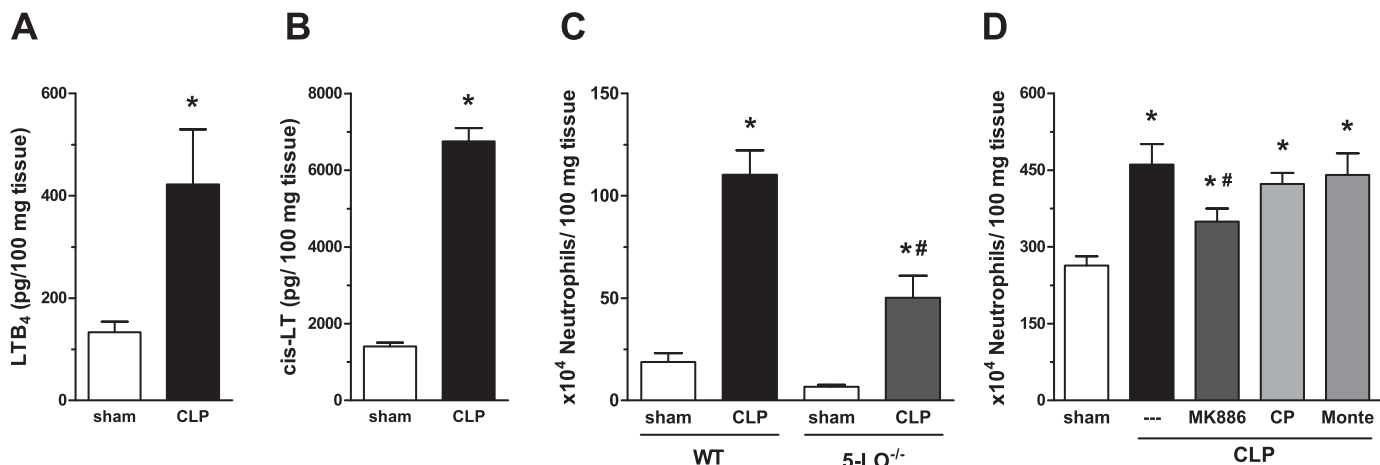 A
LTB4 (pg/100 mg tissue)
600
400
200
0
*
sham CLP
B
cis-LT (pg/ 100 mg tissue)
8000
6000
4000
2000
0
*
sham CLP
C
x10⁴ Neutrophils/ 100 mg tissue
150
100
50
0
*
*#
sham CLP sham CLP
WT 5-LO⁻/⁻
D
x10⁴ Neutrophils/ 100 mg tissue
600
450
300
150
0
*
*#
*
*
sham --- MK886 CP Monte
CLP